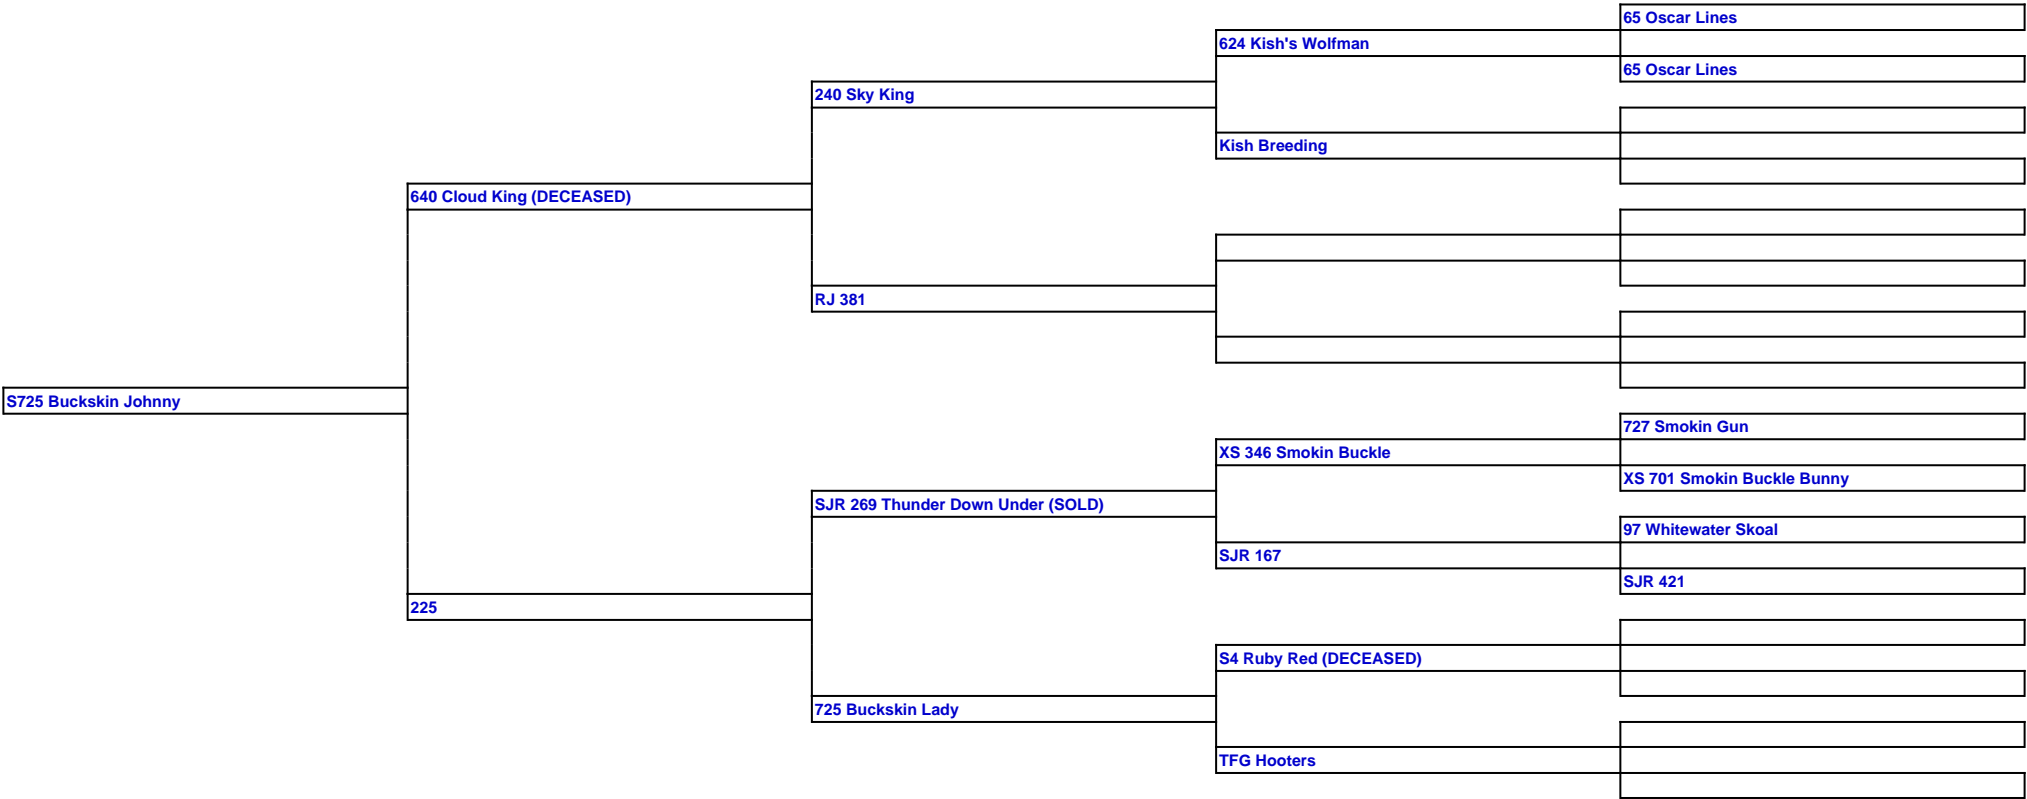 65 Oscar Lines
624 Kish's Wolfman
65 Oscar Lines
240 Sky King
Kish Breeding
640 Cloud King (DECEASED)
RJ 381
S725 Buckskin Johnny
727 Smokin Gun
XS 346 Smokin Buckle
XS 701 Smokin Buckle Bunny
SJR 269 Thunder Down Under (SOLD)
97 Whitewater Skoal
SJR 167
SJR 421
225
S4 Ruby Red (DECEASED)
725 Buckskin Lady
TFG Hooters